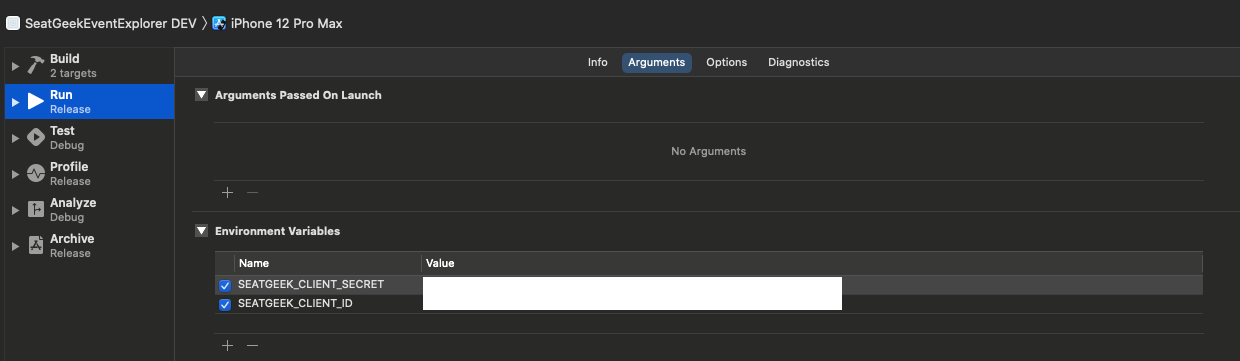 SeatGeekEventExplorer DEV 〉 iPhone 12 Pro Max
Build
2 targets
Run
Release
Test
Debug
Profile
Release
Analyze
Debug
Archive
Release
Info Arguments Options Diagnostics
Arguments Passed On Launch
No Arguments
Environment Variables
Name Value
SEATGEEK_CLIENT_SECRET
SEATGEEK_CLIENT_ID